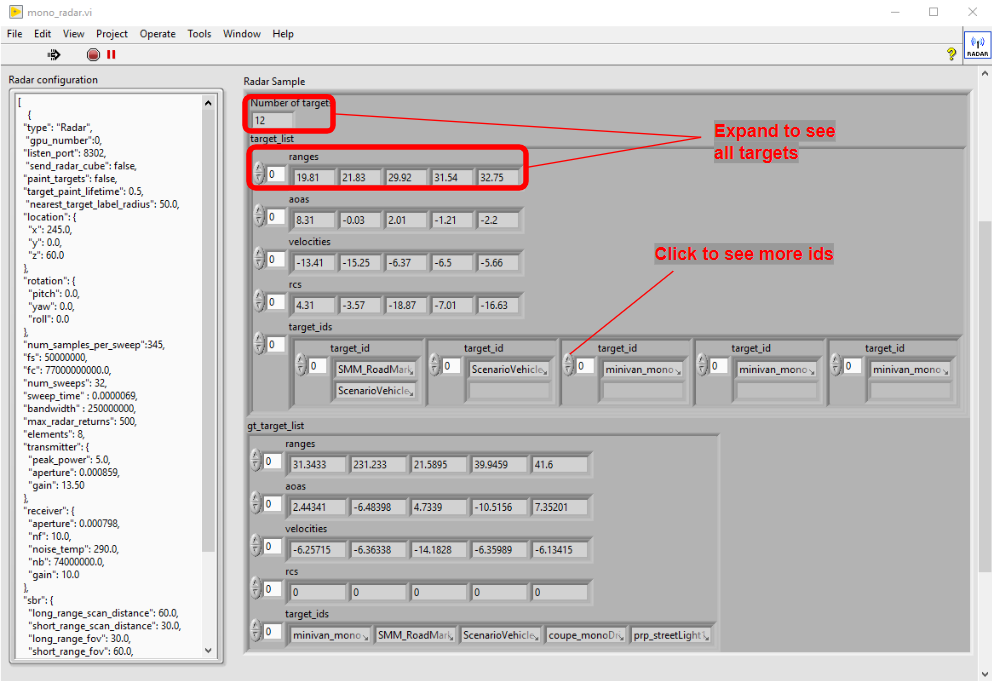 mono_radar.vi
File Edit View Project Operate Tools Window Help
RADAR
Radar configuration
[
{
"type": "Radar",
"gpu_number":0,
"listen_port": 8302,
"send_radar_cube": false,
"paint_targets": false,
"target_paint_lifetime": 0.5,
"nearest_target_label_radius": 50.0,
"location": {
"x": 245.0,
"y": 0.0,
"z": 60.0
},
"rotation": {
"pitch": 0.0,
"yaw": 0.0,
"roll": 0.0
},
"num_samples_per_sweep":345,
"fs": 50000000,
"fc": 77000000000.0,
"num_sweeps": 32,
"sweep_time" : 0.0000069,
"bandwidth" : 250000000,
"max_radar_returns": 500,
"elements": 8,
"transmitter": {
"peak_power": 5.0,
"aperture": 0.000859,
"gain": 13.50
},
"receiver": {
"aperture": 0.000798,
"nf": 10.0,
"noise_temp": 290.0,
"nb": 74000000.0,
"gain": 10.0
},
"sbr": {
"long_range_scan_distance": 60.0,
"short_range_scan_distance": 30.0,
"long_range_fov": 30.0,
"short_range_fov": 60.0,
Radar Sample
Number of target
12
target_list
ranges
0 19.81 21.83 29.92 31.54 32.75
aoas
0 8.31 -0.03 2.01 -1.21 -2.2
velocities
0 -13.41 -15.25 -6.37 -6.5 -5.66
rcs
0 4.31 -3.57 -18.87 -7.01 -16.63
target_ids
0
target_id target_id target_id target_id target_id
0 SMM_RoadMark 0 ScenarioVehicle 0 minivan_mono 0 minivan_mono 0 minivan_mono
ScenarioVehicle
Expand to see
all targets
Click to see more ids
gt_target_list
ranges
0 31.3433 231.233 21.5895 39.9459 41.6
aoas
0 2.44341 -6.48398 4.7339 -10.5156 7.35201
velocities
0 -6.25715 -6.36338 -14.1828 -6.35989 -6.13415
rcs
0 0 0 0 0 0
target_ids
0 minivan_mono SMM_RoadMark ScenarioVehicle coupe_monoDr prp_streetLight